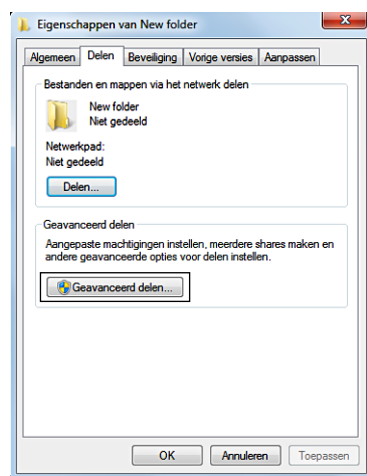 Eigenschappen van New folder
Algemeen Delen Beveiliging Vorige versies Aanpassen
Bestanden en mappen via het netwerk delen
New folder
Niet gedeeld
Netwerkpad:
Niet gedeeld
Delen...
Geavanceerd delen
Aangepaste machtigingen instellen, meerdere shares maken en
andere geavanceerde opties voor delen instellen.
Geavanceerd delen...
OK Annuleren Toepassen